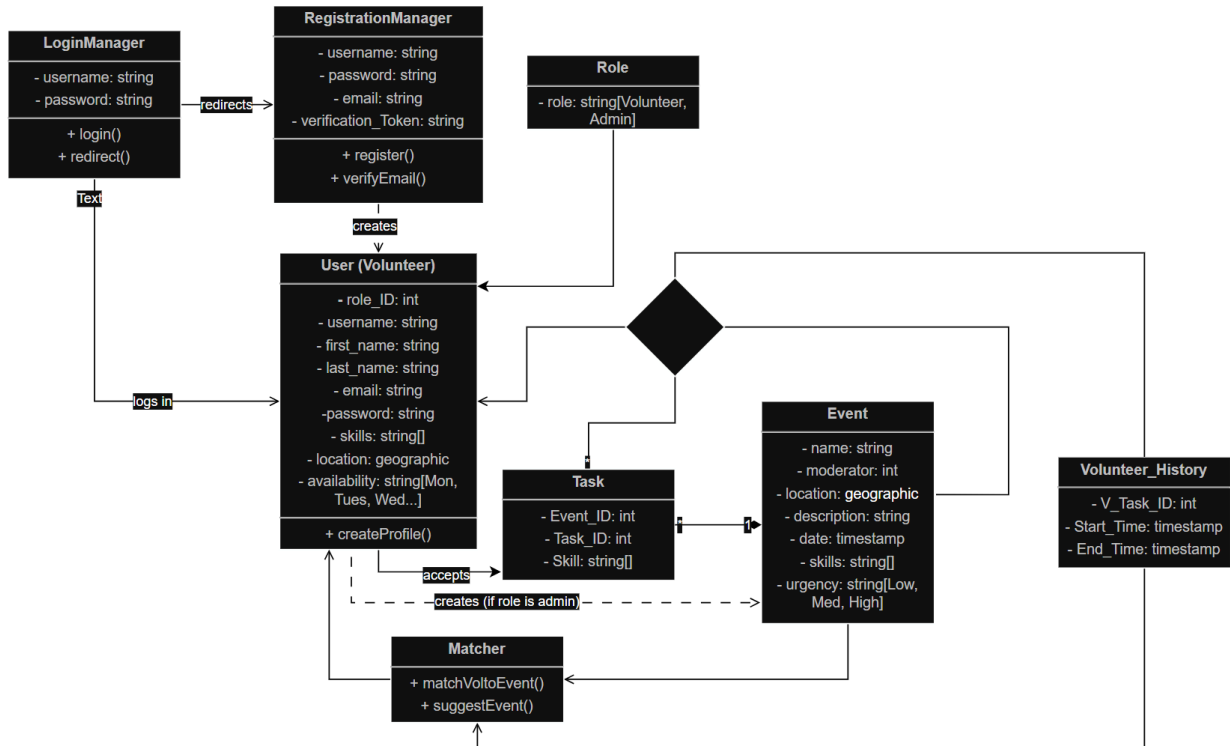 LoginManager
- username: string
- password: string
+ login()
+ redirect()
redirects
RegistrationManager
- username: string
- password: string
- email: string
- verification_Token: string
+ register()
+ verifyEmail()
Role
- role: string[Volunteer,
Admin]
Text
creates
User (Volunteer)
- role_ID: int
- username: string
- first_name: string
- last_name: string
- email: string
-password: string
- skills: string[]
- location: geographic
- availability: string[Mon,
Tues, Wed...]
+ createProfile()
logs in
*
Task
- Event_ID: int
- Task_ID: int
- Skill: string[]
*
1
Event
- name: string
- moderator: int
- location: geographic
- description: string
- date: timestamp
- skills: string[]
- urgency: string[Low,
Med, High]
Volunteer_History
- V_Task_ID: int
- Start_Time: timestamp
- End_Time: timestamp
accepts
creates (if role is admin)
Matcher
+ matchVoltoEvent()
+ suggestEvent()